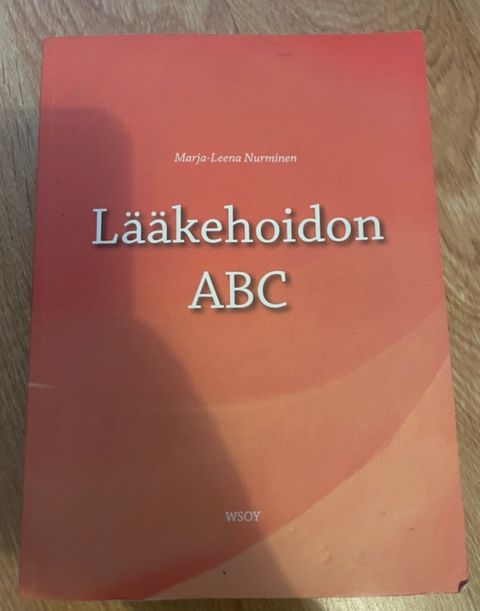 Marja-Leena Nurminen
Lääkehoidon
ABC
WSOY